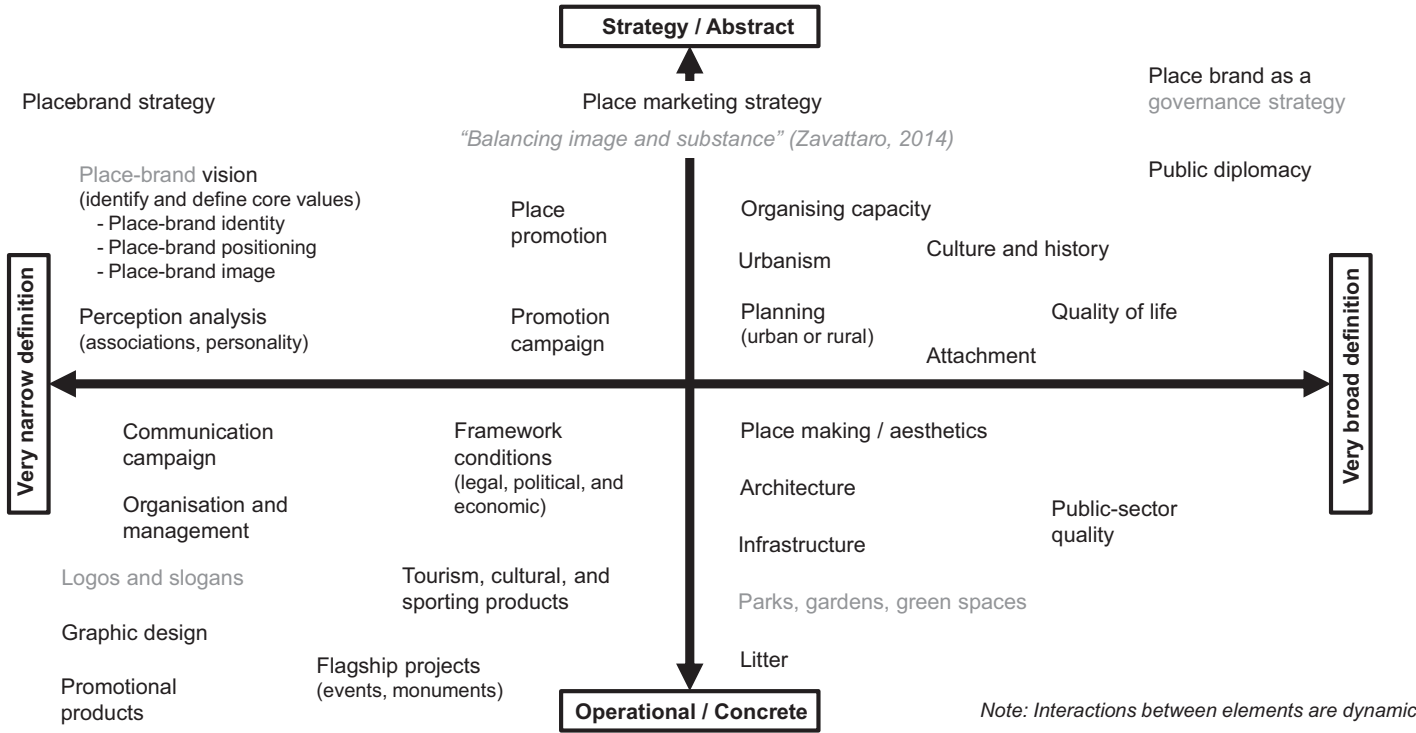 Strategy / Abstract
Placebrand strategy
Place marketing strategy
Place brand as a
governance strategy
“Balancing image and substance” (Zavattaro, 2014)
Public diplomacy
Place-brand vision
(identify and define core values)
- Place-brand identity
- Place-brand positioning
- Place-brand image
Place
promotion
Organising capacity
Urbanism
Culture and history
Perception analysis
(associations, personality)
Promotion
campaign
Planning
(urban or rural)
Quality of life
Attachment
Very narrow definition
Very broad definition
Communication
campaign
Framework
conditions
(legal, political, and
economic)
Place making / aesthetics
Organisation and
management
Architecture
Public-sector
quality
Infrastructure
Logos and slogans
Tourism, cultural, and
sporting products
Parks, gardens, green spaces
Graphic design
Flagship projects
(events, monuments)
Litter
Promotional
products
Operational / Concrete
Note: Interactions between elements are dynamic